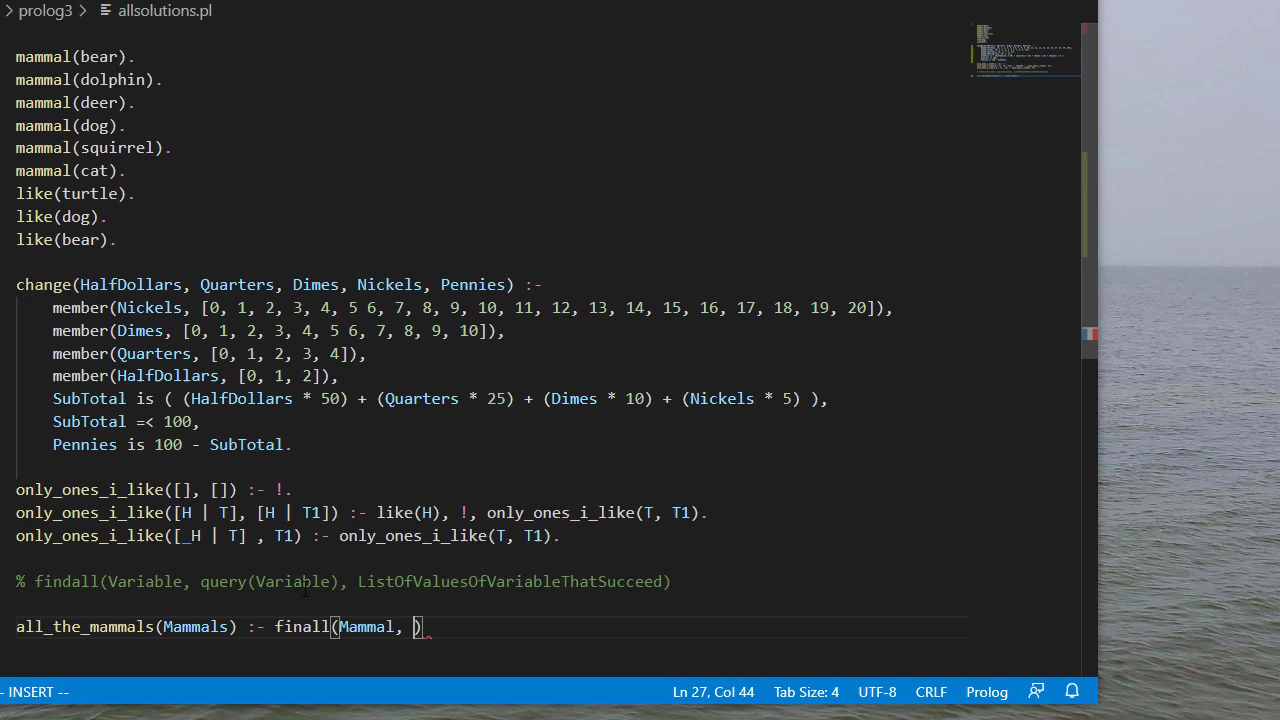 prolog3 allsolutions.pl
mammal(bear).
mammal(dolphin).
mammal(deer).
mammal(dog).
mammal(squirrel).
mammal(cat).
like(turtle).
like(dog).
like(bear).
change(HalfDollars, Quarters, Dimes, Nickels, Pennies) :-
member(Nickels, [0, 1, 2, 3, 4, 5 6, 7, 8, 9, 10, 11, 12, 13, 14, 15, 16, 17, 18, 19, 20]),
member(Dimes, [0, 1, 2, 3, 4, 5 6, 7, 8, 9, 10]),
member(Quarters, [0, 1, 2, 3, 4]),
member(HalfDollars, [0, 1, 2]),
SubTotal is ( (HalfDollars * 50) + (Quarters * 25) + (Dimes * 10) + (Nickels * 5) ),
SubTotal =< 100,
Pennies is 100 - SubTotal.
only_ones_i_like([], []) :- !.
only_ones_i_like([H | T], [H | T1]) :- like(H), !, only_ones_i_like(T, T1).
only_ones_i_like([_H | T] , T1) :- only_ones_i_like(T, T1).
% findall(Variable, query(Variable), ListOfValuesOfVariableThatSucceed)
all_the_mammals(Mammals) :- finall(Mammal, )
- INSERT -- Ln 27, Col 44 Tab Size: 4 UTF-8 CRLF Prolog